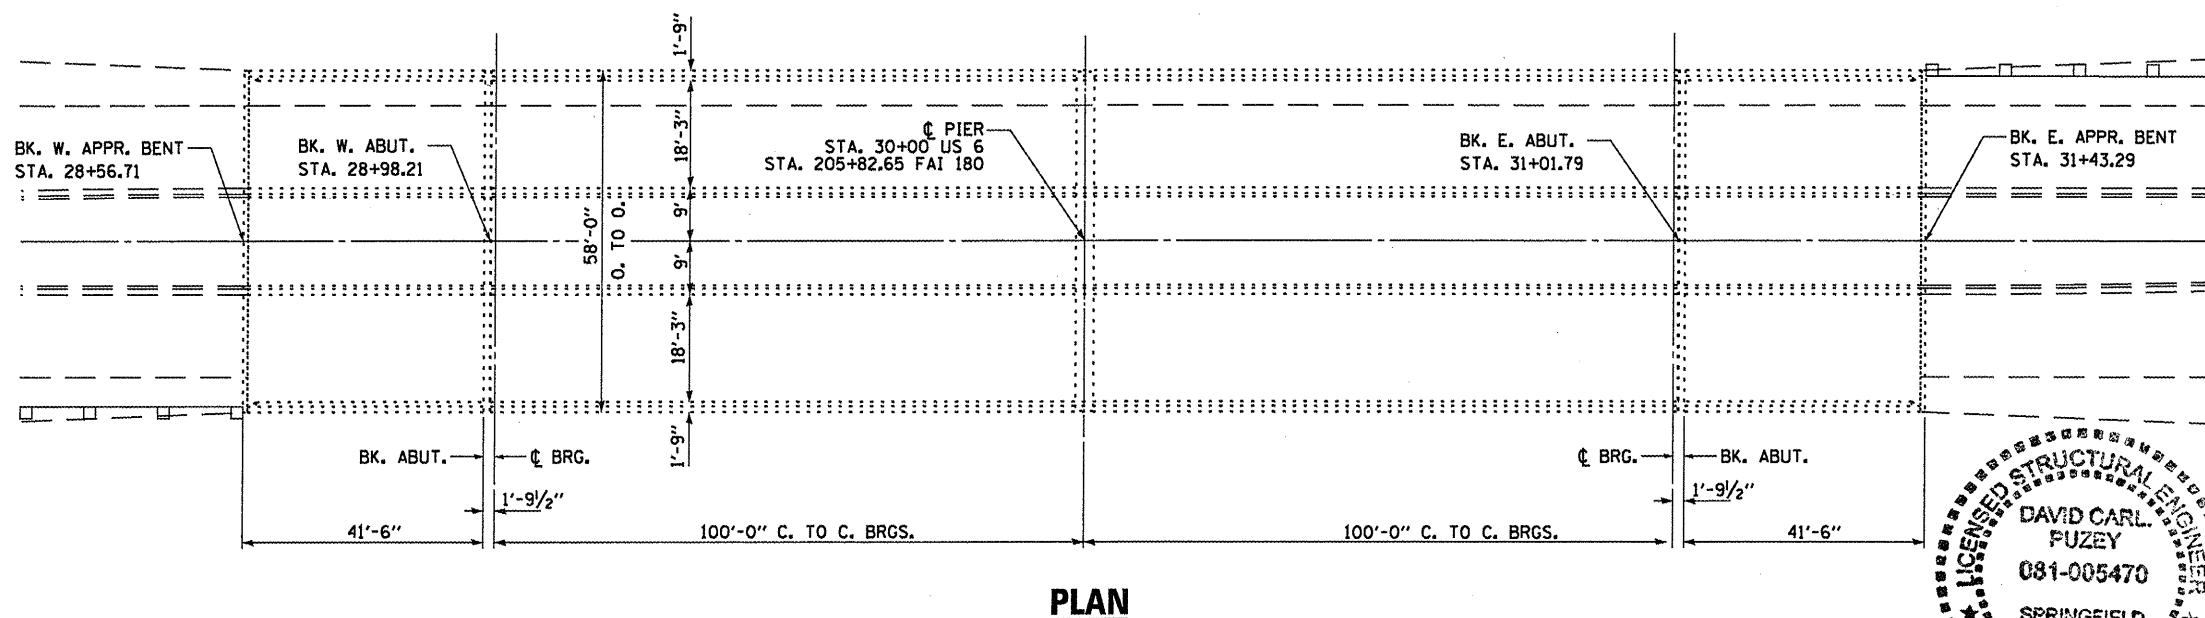 1'-9"
18'-3"
9'
9'
18'-3"
1'-9"
58'-0"
O. TO O.
BK. W. APPR. BENT
STA. 28+56.71
BK. W. ABUT.
STA. 28+98.21
℄ PIER
STA. 30+00 US 6
STA. 205+82.65 FAI 180
BK. E. ABUT.
STA. 31+01.79
BK. E. APPR. BENT
STA. 31+43.29
BK. ABUT.
℄ BRG.
1'-9½"
℄ BRG.
BK. ABUT.
1'-9½"
41'-6"
100'-0" C. TO C. BRGS.
100'-0" C. TO C. BRGS.
41'-6"
PLAN
LICENSED STRUCTURAL ENGINEER
DAVID CARL.
PUZEY
081-005470
SPRINGFIELD